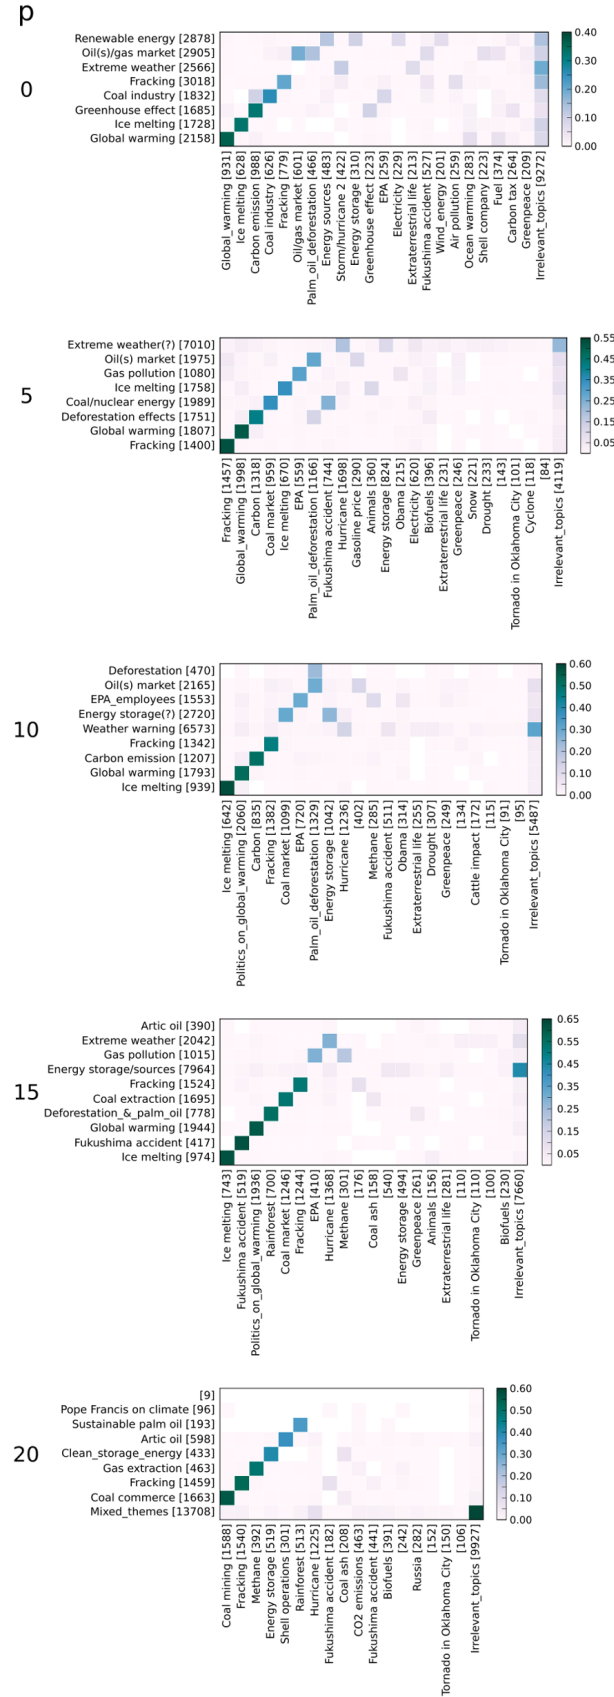 p
0
Renewable energy [2878]
Oil(s)/gas market [2905]
Extreme weather [2566]
Fracking [3018]
Coal industry [1832]
Greenhouse effect [1685]
Ice melting [1728]
Global warming [2158]
0.40
0.30
0.20
0.10
0.00
Global_warming [931]
Ice melting [628]
Carbon emission [988]
Coal industry [626]
Fracking [779]
Oil/gas market [601]
Palm_oil_deforestation [466]
Energy sources [483]
Storm/hurricane 2 [422]
Energy storage [310]
Greenhouse effect [223]
EPA [259]
Electricity [229]
Extraterrestrial life [213]
Fukushima accident [527]
Wind_energy [201]
Air pollution [259]
Ocean warming [283]
Shell company [223]
Fuel [374]
Carbon tax [264]
Greenpeace [209]
Irrelevant_topics [9272]
5
Extreme weather(?) [7010]
Oil(s) market [1975]
Gas pollution [1080]
Ice melting [1758]
Coal/nuclear energy [1989]
Deforestation effects [1751]
Global warming [1807]
Fracking [1400]
0.55
0.45
0.35
0.25
0.15
0.05
Fracking [1457]
Global_warming [1998]
Carbon [1318]
Coal market [959]
Ice melting [670]
EPA [559]
Palm_oil_deforestation [1166]
Fukushima accident [744]
Hurricane [1698]
Gasoline price [290]
Animals [360]
Energy storage [824]
Obama [215]
Electricity [620]
Biofuels [396]
Extraterrestrial life [231]
Greenpeace [246]
Snow [221]
Drought [233]
[143]
Tornado in Oklahoma City [101]
Cyclone [118]
[84]
Irrelevant_topics [4119]
10
Deforestation [470]
Oil(s) market [2165]
EPA_employees [1553]
Energy storage(?) [2720]
Weather warning [6573]
Fracking [1342]
Carbon emission [1207]
Global warming [1793]
Ice melting [939]
0.60
0.50
0.40
0.30
0.20
0.10
0.00
Ice melting [642]
Politics_on_global_warming [2060]
Carbon [835]
Fracking [1382]
Coal market [1099]
EPA [720]
Palm_oil_deforestation [1329]
Energy storage [1042]
Hurricane [1236]
[402]
Methane [285]
Fukushima accident [511]
Obama [314]
Extraterrestrial life [255]
Drought [307]
Greenpeace [249]
[134]
Cattle impact [172]
[115]
Tornado in Oklahoma City [91]
[95]
Irrelevant_topics [5487]
15
Artic oil [390]
Extreme weather [2042]
Gas pollution [1015]
Energy storage/sources [7964]
Fracking [1524]
Coal extraction [1695]
Deforestation_&_palm_oil [778]
Global warming [1944]
Fukushima accident [417]
Ice melting [974]
0.65
0.55
0.45
0.35
0.25
0.15
0.05
Ice melting [743]
Fukushima accident [519]
Politics_on_global_warming [1936]
Rainforest [700]
Coal market [1246]
Fracking [1244]
EPA [410]
Hurricane [1368]
Methane [301]
[176]
Coal ash [158]
[540]
Energy storage [494]
Greenpeace [261]
Animals [156]
Extraterrestrial life [281]
[110]
Tornado in Oklahoma City [110]
[100]
Biofuels [230]
Irrelevant_topics [7660]
20
[9]
Pope Francis on climate [96]
Sustainable palm oil [193]
Artic oil [598]
Clean_storage_energy [433]
Gas extraction [463]
Fracking [1459]
Coal commerce [1663]
Mixed_themes [13708]
0.60
0.50
0.40
0.30
0.20
0.10
0.00
Coal mining [1588]
Fracking [1540]
Methane [392]
Energy storage [519]
Shell operations [301]
Rainforest [513]
Hurricane [1225]
Fukushima accident [182]
Coal ash [208]
CO2 emissions [463]
Fukushima accident [441]
Biofuels [391]
[242]
Russia [282]
[152]
Tornado in Oklahoma City [150]
[106]
Irrelevant_topics [9927]